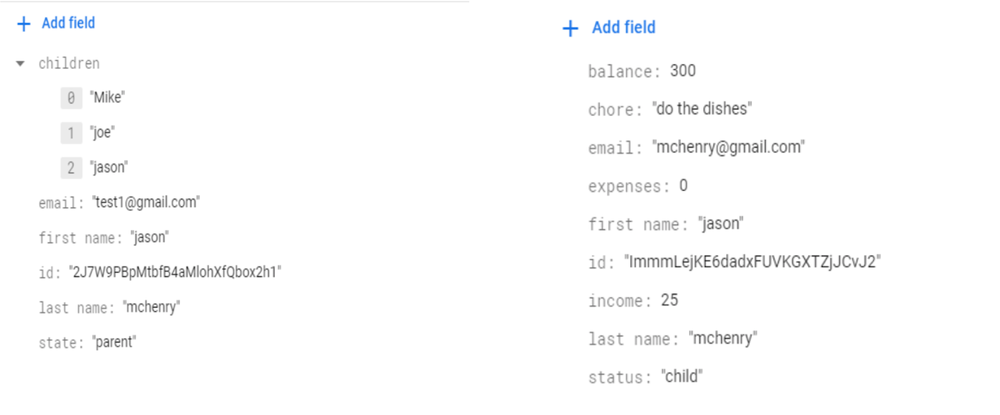 + Add field
children
0 "Mike"
1 "joe"
2 "jason"
email: "test1@gmail.com"
first name: "jason"
id: "2J7W9PBpMtbfB4aMlohXfQbox2h1"
last name: "mchenry"
state: "parent"
+ Add field
balance: 300
chore: "do the dishes"
email: "mchenry@gmail.com"
expenses: 0
first name: "jason"
id: "ImmmLejKE6dadxFUVKGXTZjJCvJ2"
income: 25
last name: "mchenry"
status: "child"